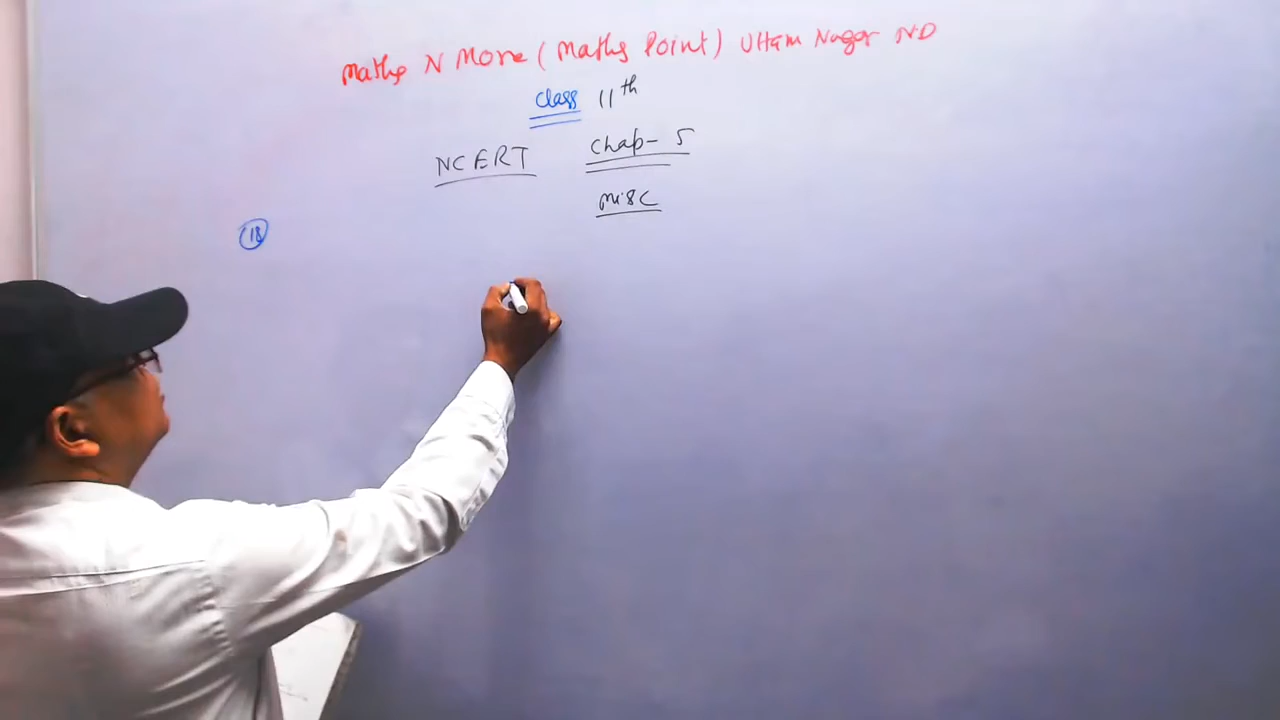 Maths N More (Maths Point) Uttam Nagar ND
Class 11th
NCERT Chap- 5
Misc
18